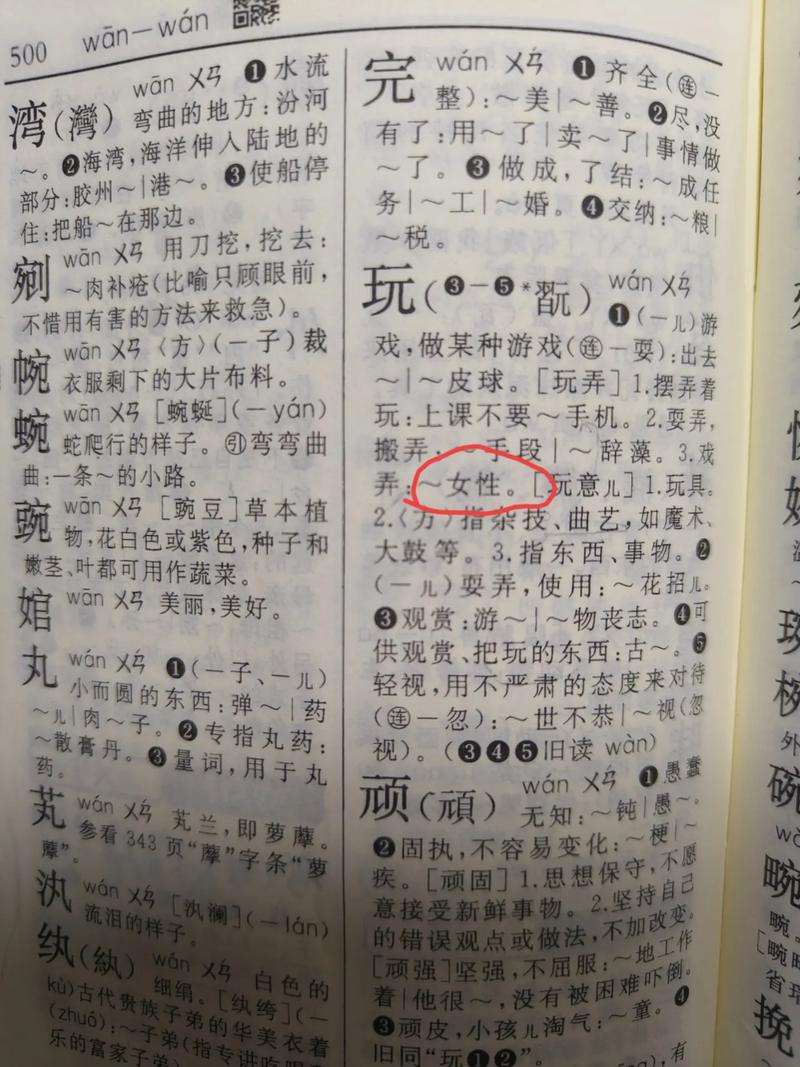 500 wān—wán
湾(灣) wān ㄨㄢ ❶水流
弯曲的地方:汾河
～。❷海湾,海洋伸入陆地的
部分:胶州～|港～。❸使船停
住:把船～在那边。
剜 wān ㄨㄢ 用刀挖,挖去:
～肉补疮(比喻只顾眼前,
不惜用有害的方法来救急)。
帵 wān ㄨㄢ 〈方〉(一子)裁
衣服剩下的大片布料。
蜿 wān ㄨㄢ [蜿蜒](一yán)
蛇爬行的样子。㊁弯弯曲
曲:一条～的小路。
豌 wān ㄨㄢ [豌豆]草本植
物,花白色或紫色,种子和
嫩茎、叶都可用作蔬菜。
婠 wān ㄨㄢ 美丽,美好。
丸 wán ㄨㄢˊ ❶(一子、一儿)
小而圆的东西:弹～|药
～儿|肉～子。❷专指丸药:
～散膏丹。❸量词,用于丸
药。
芄 wán ㄨㄢˊ 芄兰,即萝藦。
参看343页“藦”字条“萝
藦”。
汍 wán ㄨㄢˊ [汍澜](一lán)
流泪的样子。
纨(紈) wán ㄨㄢˊ 白色的
细绢。[纨绔](一
kù)古代贵族子弟的华美衣着
(zhuó):～子弟(指专讲吃喝玩
乐的富家子弟)
完 wán ㄨㄢˊ ❶齐全(㊣一
整):～美|～善。❷尽,没
有了:用～了|卖～了|事情做
～了。❸做成,了结:～成任
务|～工|～婚。❹交纳:～粮|
～税。
玩(❸—❺*翫) wán ㄨㄢˊ
❶(一儿)游
戏,做某种游戏(㊣一耍):出去
～|～皮球。[玩弄]1.摆弄着
玩:上课不要～手机。2.耍弄,
搬弄:～手段|～辞藻。3.戏
弄:～女性。[玩意儿]1.玩具。
2.〈方〉指杂技、曲艺,如魔术、
大鼓等。3.指东西、事物。❷
(一儿)耍弄,使用:～花招儿。
❸观赏:游～|～物丧志。❹可
供观赏、把玩的东西:古～。❺
轻视,用不严肃的态度来对待
(㊣一忽):～世不恭|～视(忽
视)。(❸❹❺旧读wàn)
顽(頑) wán ㄨㄢˊ ❶愚蠢
无知:～钝|愚～。
❷固执,不容易变化:～梗|～
疾。[顽固]1.思想保守,不愿
意接受新鲜事物。2.坚持自己
的错误观点或做法,不加改变。
[顽强]坚强,不屈服:～地工作
着|他很～,没有被困难吓倒。
❸顽皮,小孩儿淘气:～童。❹
旧同“玩❶❷”。
碗
畹
畹。
挽